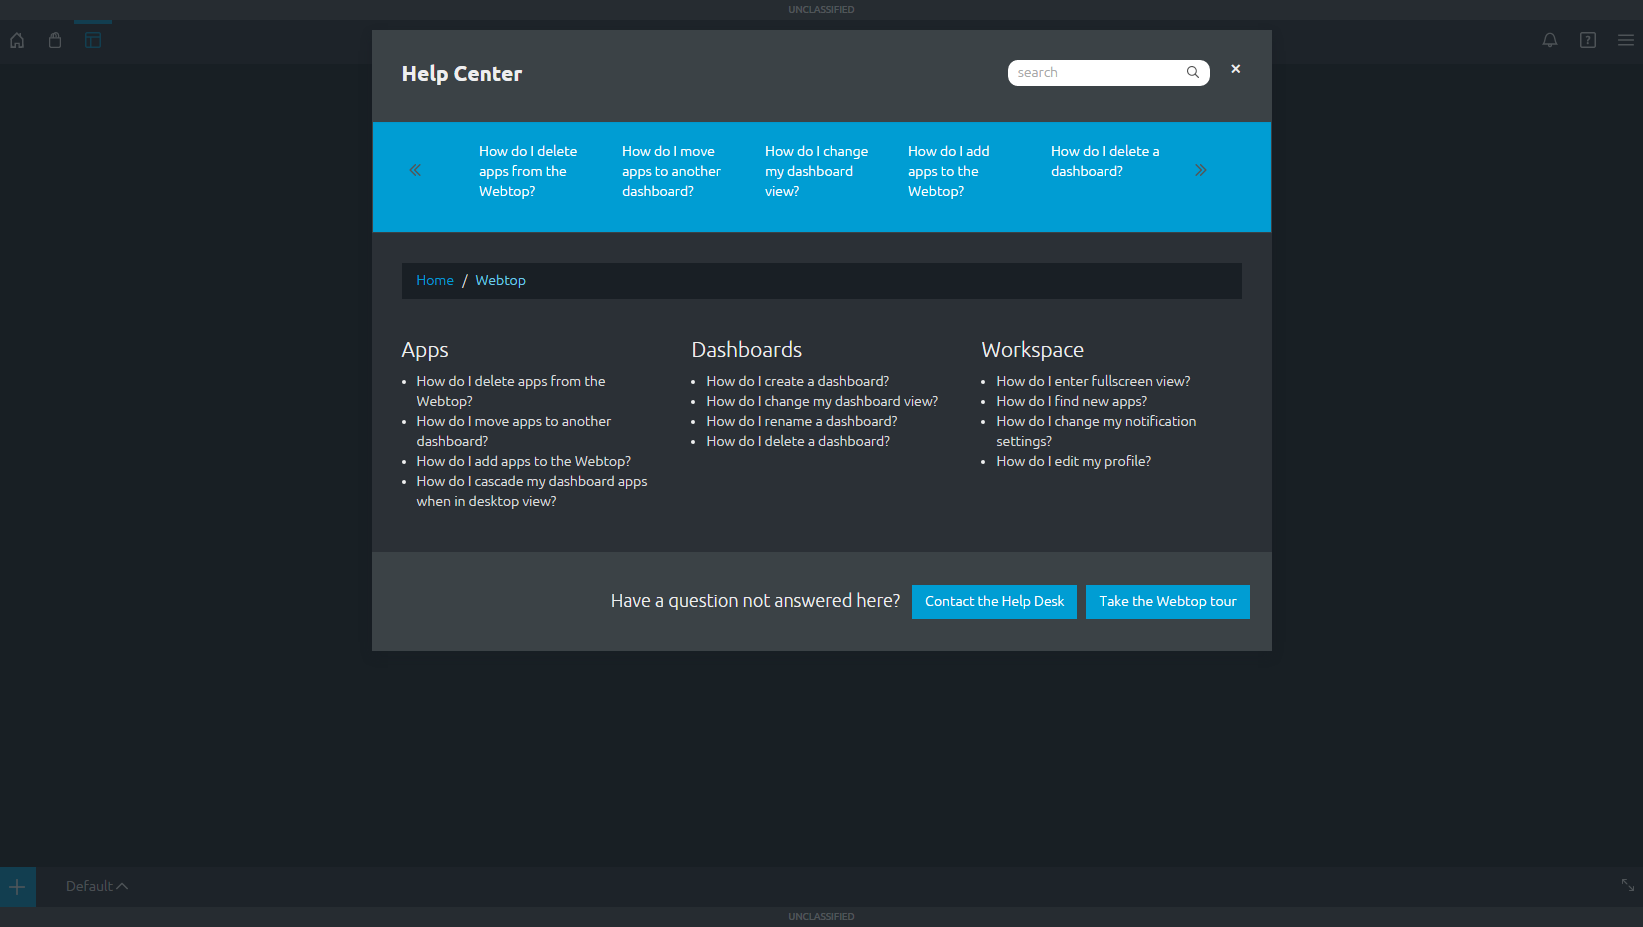 UNCLASSIFIED
Help Center
search
How do I delete
apps from the
Webtop?
How do I move
apps to another
dashboard?
How do I change
my dashboard
view?
How do I add
apps to the
Webtop?
How do I delete a
dashboard?
Home / Webtop
Apps
How do I delete apps from the
Webtop?
How do I move apps to another
dashboard?
How do I add apps to the Webtop?
How do I cascade my dashboard apps
when in desktop view?
Dashboards
How do I create a dashboard?
How do I change my dashboard view?
How do I rename a dashboard?
How do I delete a dashboard?
Workspace
How do I enter fullscreen view?
How do I find new apps?
How do I change my notification
settings?
How do I edit my profile?
Have a question not answered here?
Contact the Help Desk
Take the Webtop tour
Default
UNCLASSIFIED